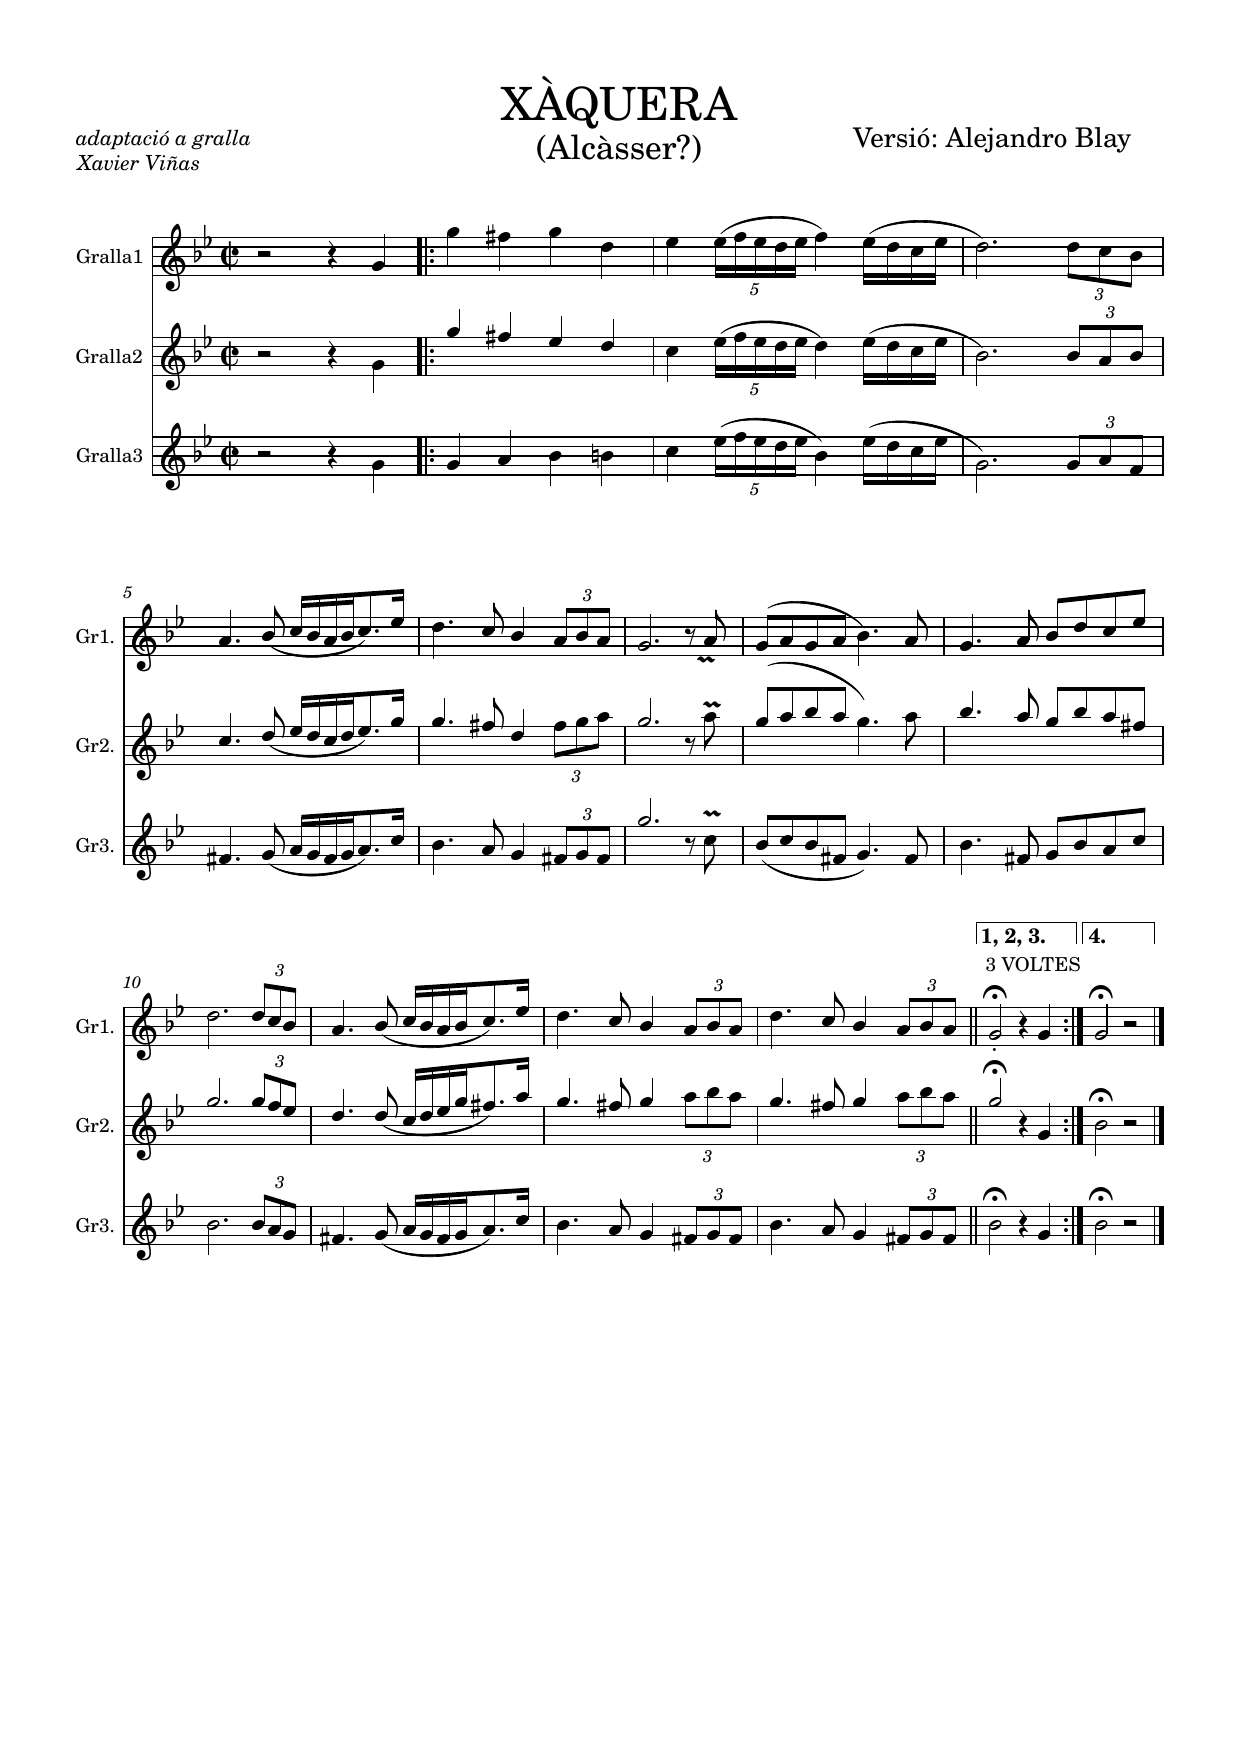 XÀQUERA
(Alcàsser?)
adaptació a gralla
Xavier Viñas
Versió: Alejandro Blay
Gralla1
5
3
Gralla2
5
3
Gralla3
5
3
5
Gr1.
3
Gr2.
3
Gr3.
3
1, 2, 3.
4.
3 VOLTES
10
Gr1.
3
3
3
Gr2.
3
3
3
Gr3.
3
3
3